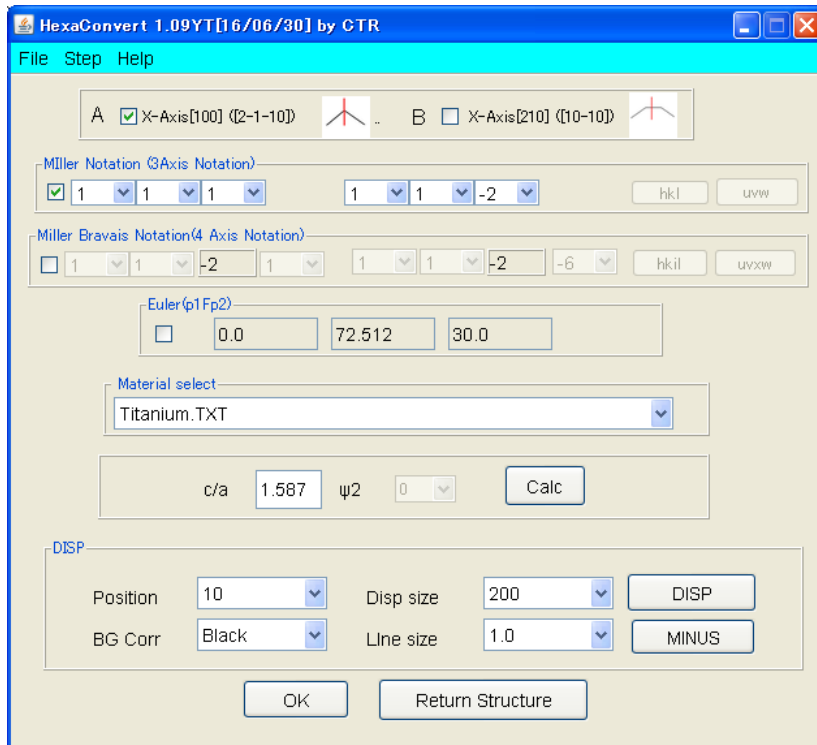 HexaConvert 1.09YT[16/06/30] by CTR
File Step Help
A X-Axis[100] ([2-1-10]) .. B X-Axis[210] ([10-10])
MIller Notation (3Axis Notation)
1 1 1 1 1 -2 hkl uvw
Miller Bravais Notation(4 Axis Notation)
1 1 -2 1 1 1 -2 -6 hkil uvxw
Euler(p1Fp2)
0.0 72.512 30.0
Material select
Titanium.TXT
c/a 1.587 ψ2 0 Calc
DISP
Position 10 Disp size 200 DISP
BG Corr Black LIne size 1.0 MINUS
OK Return Structure